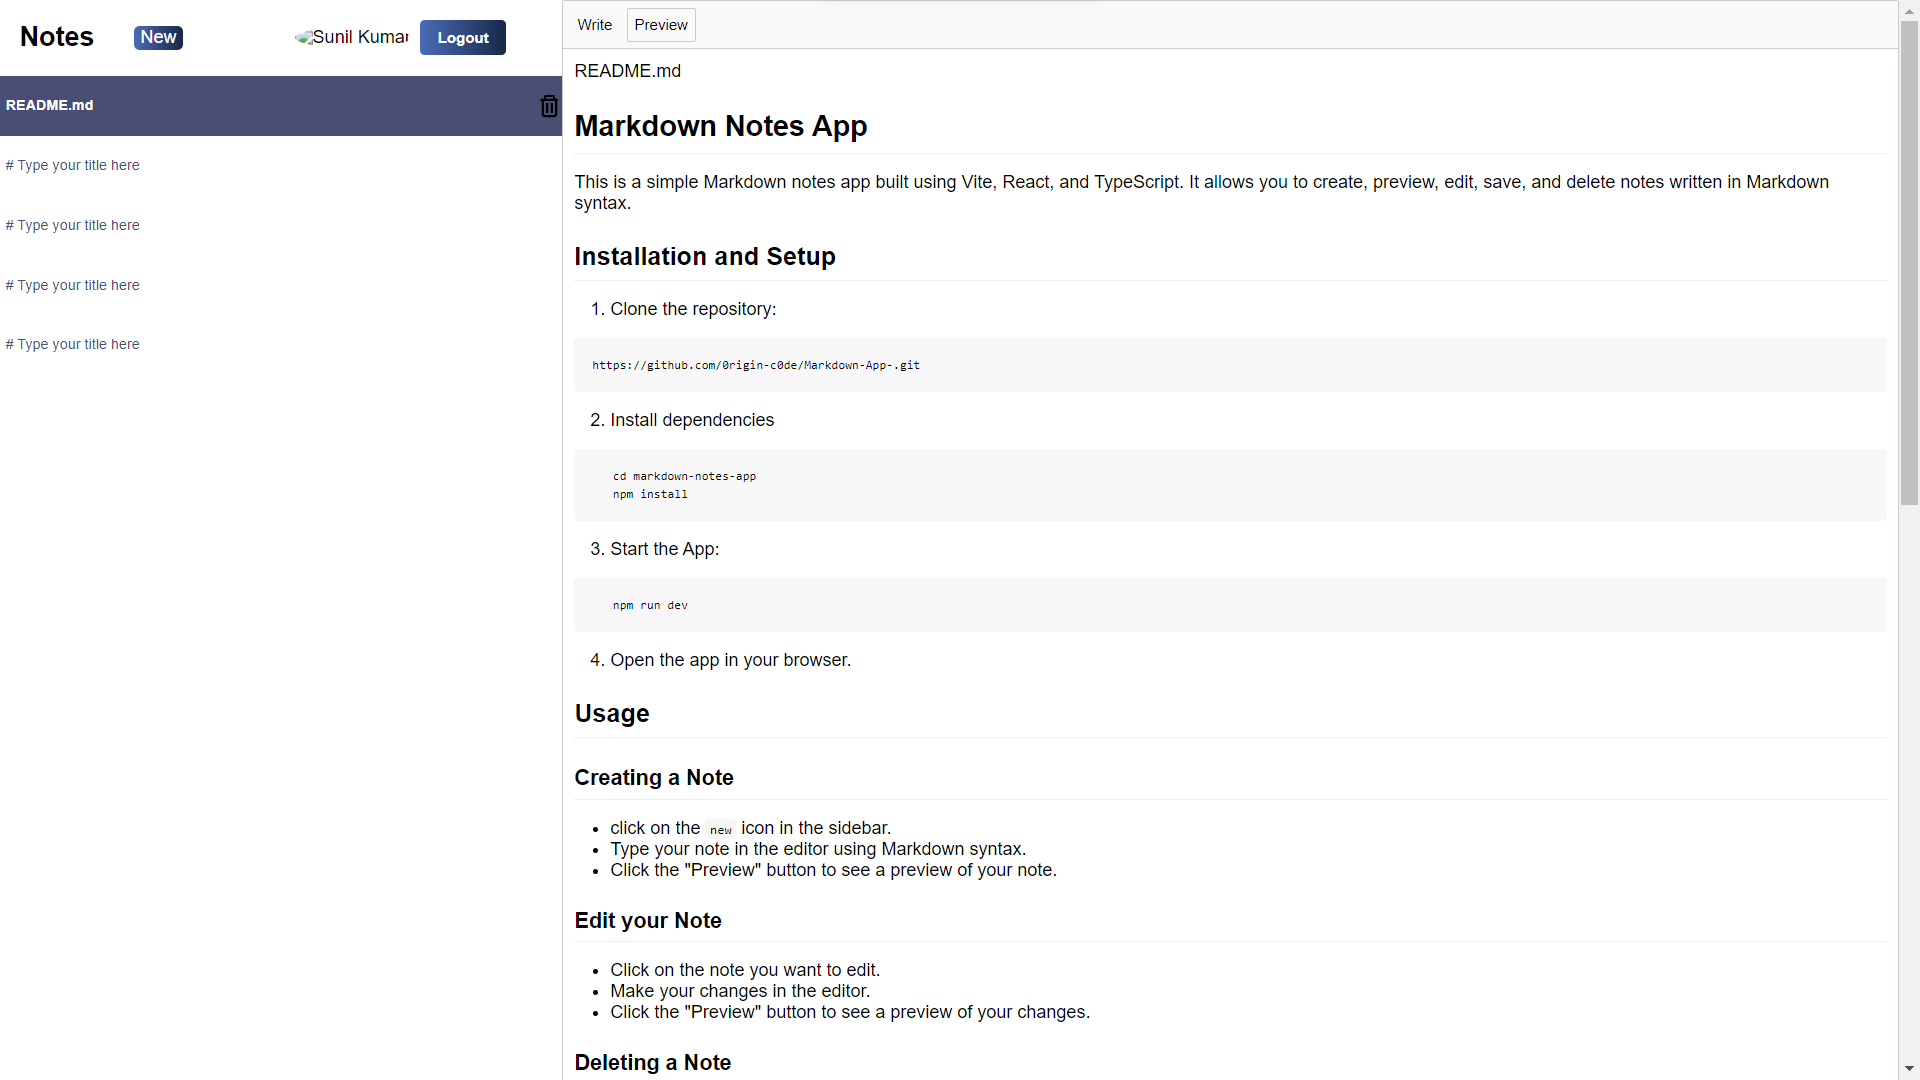 Notes
New
Sunil Kumar
Logout
README.md
# Type your title here
# Type your title here
# Type your title here
# Type your title here
Write
Preview
README.md
Markdown Notes App
This is a simple Markdown notes app built using Vite, React, and TypeScript. It allows you to create, preview, edit, save, and delete notes written in Markdown
syntax.
Installation and Setup
1. Clone the repository:
https://github.com/0rigin-c0de/Markdown-App-.git
2. Install dependencies
cd markdown-notes-app
npm install
3. Start the App:
npm run dev
4. Open the app in your browser.
Usage
Creating a Note
• click on the new icon in the sidebar.
• Type your note in the editor using Markdown syntax.
• Click the "Preview" button to see a preview of your note.
Edit your Note
• Click on the note you want to edit.
• Make your changes in the editor.
• Click the "Preview" button to see a preview of your changes.
Deleting a Note